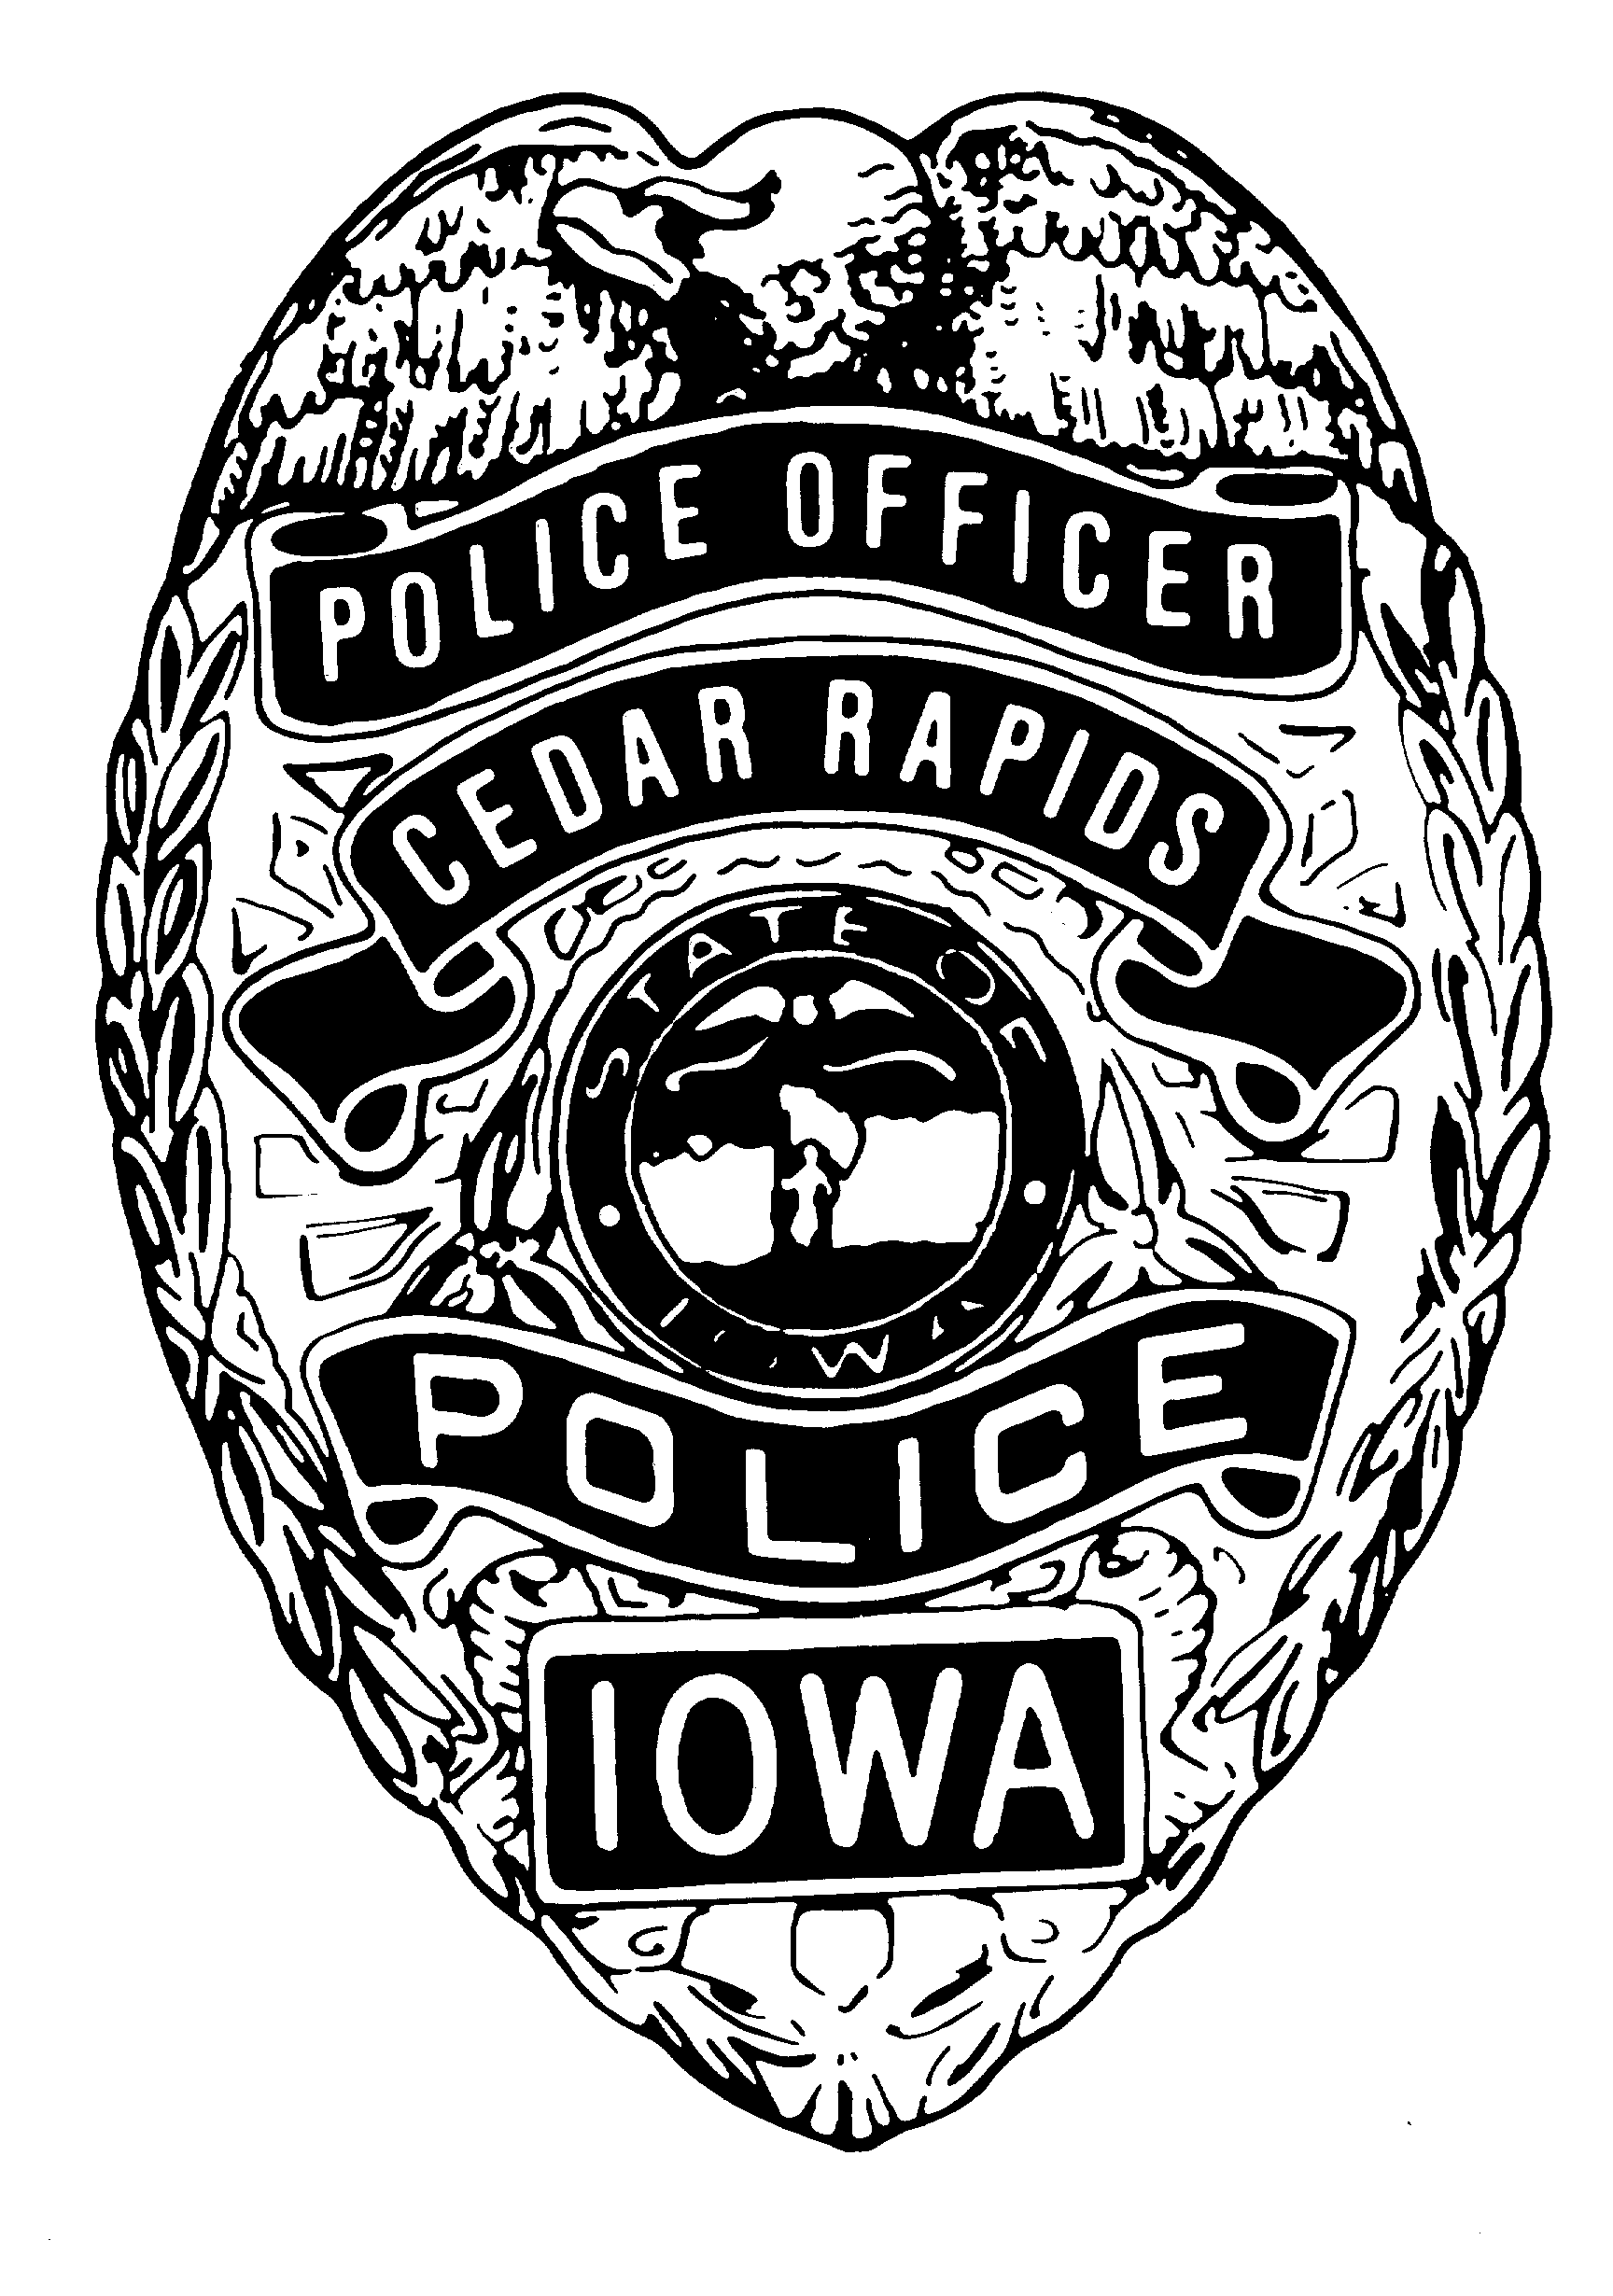 POLICE OFFICER
CEDAR RAPIDS
STATE OF
IOWA
POLICE
IOWA